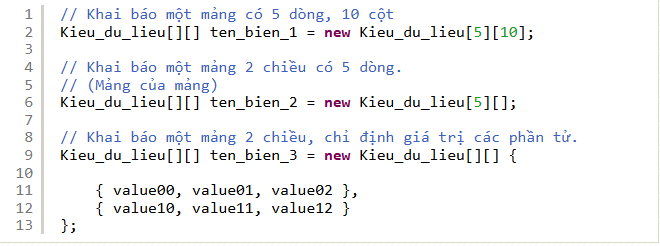 1 // Khai báo một mảng có 5 dòng, 10 cột
2 Kieu_du_lieu[][] ten_bien_1 = new Kieu_du_lieu[5][10];
3
4 // Khai báo một mảng 2 chiều có 5 dòng.
5 // (Mảng của mảng)
6 Kieu_du_lieu[][] ten_bien_2 = new Kieu_du_lieu[5][];
7
8 // Khai báo một mảng 2 chiều, chỉ định giá trị các phần tử.
9 Kieu_du_lieu[][] ten_bien_3 = new Kieu_du_lieu[][] {
10
11     { value00, value01, value02 },
12     { value10, value11, value12 }
13 };